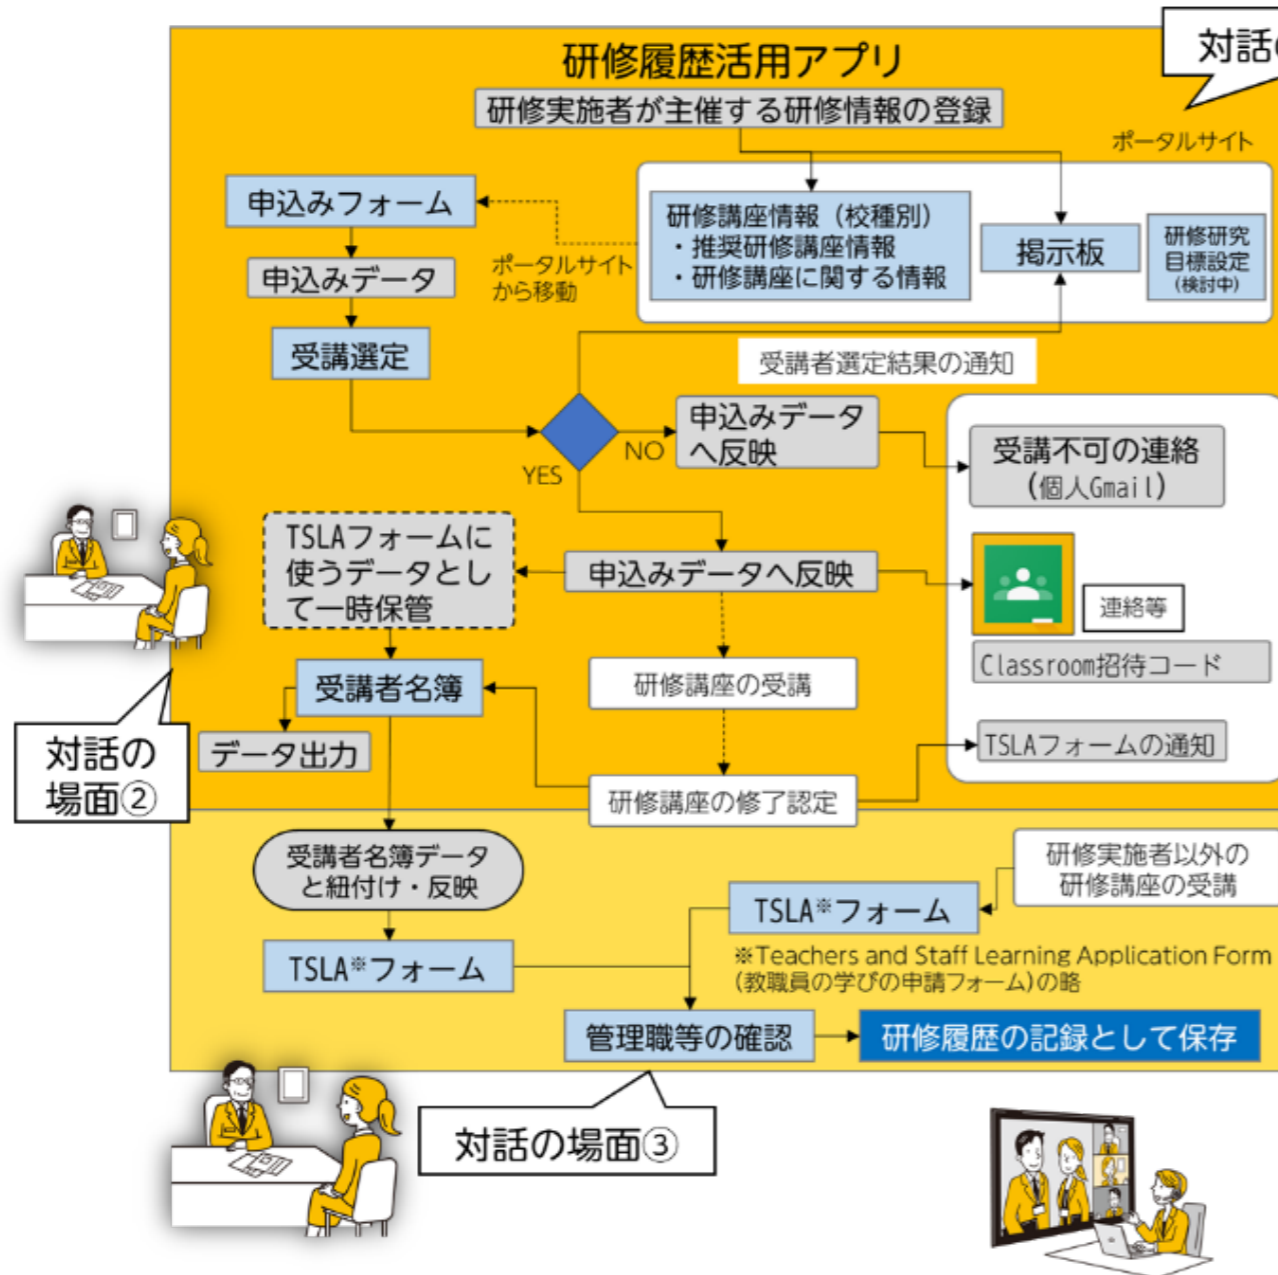 対話の
研修履歴活用アプリ
研修実施者が主催する研修情報の登録
ポータルサイト
申込みフォーム
研修講座情報（校種別）
・推奨研修講座情報
・研修講座に関する情報
掲示板
研修研究
目標設定
(検討中)
ポータルサイト
から移動
申込みデータ
受講選定
受講者選定結果の通知
申込みデータ
へ反映
NO
YES
受講不可の連絡
(個人Gmail)
TSLAフォームに
使うデータとし
て一時保管
申込みデータへ反映
連絡等
Classroom招待コード
受講者名簿
研修講座の受講
対話の
場面②
データ出力
TSLAフォームの通知
研修講座の修了認定
受講者名簿データ
と紐付け・反映
研修実施者以外の
研修講座の受講
TSLA※フォーム
TSLA※フォーム
※Teachers and Staff Learning Application Form
(教職員の学びの申請フォーム)の略
管理職等の確認
研修履歴の記録として保存
対話の場面③